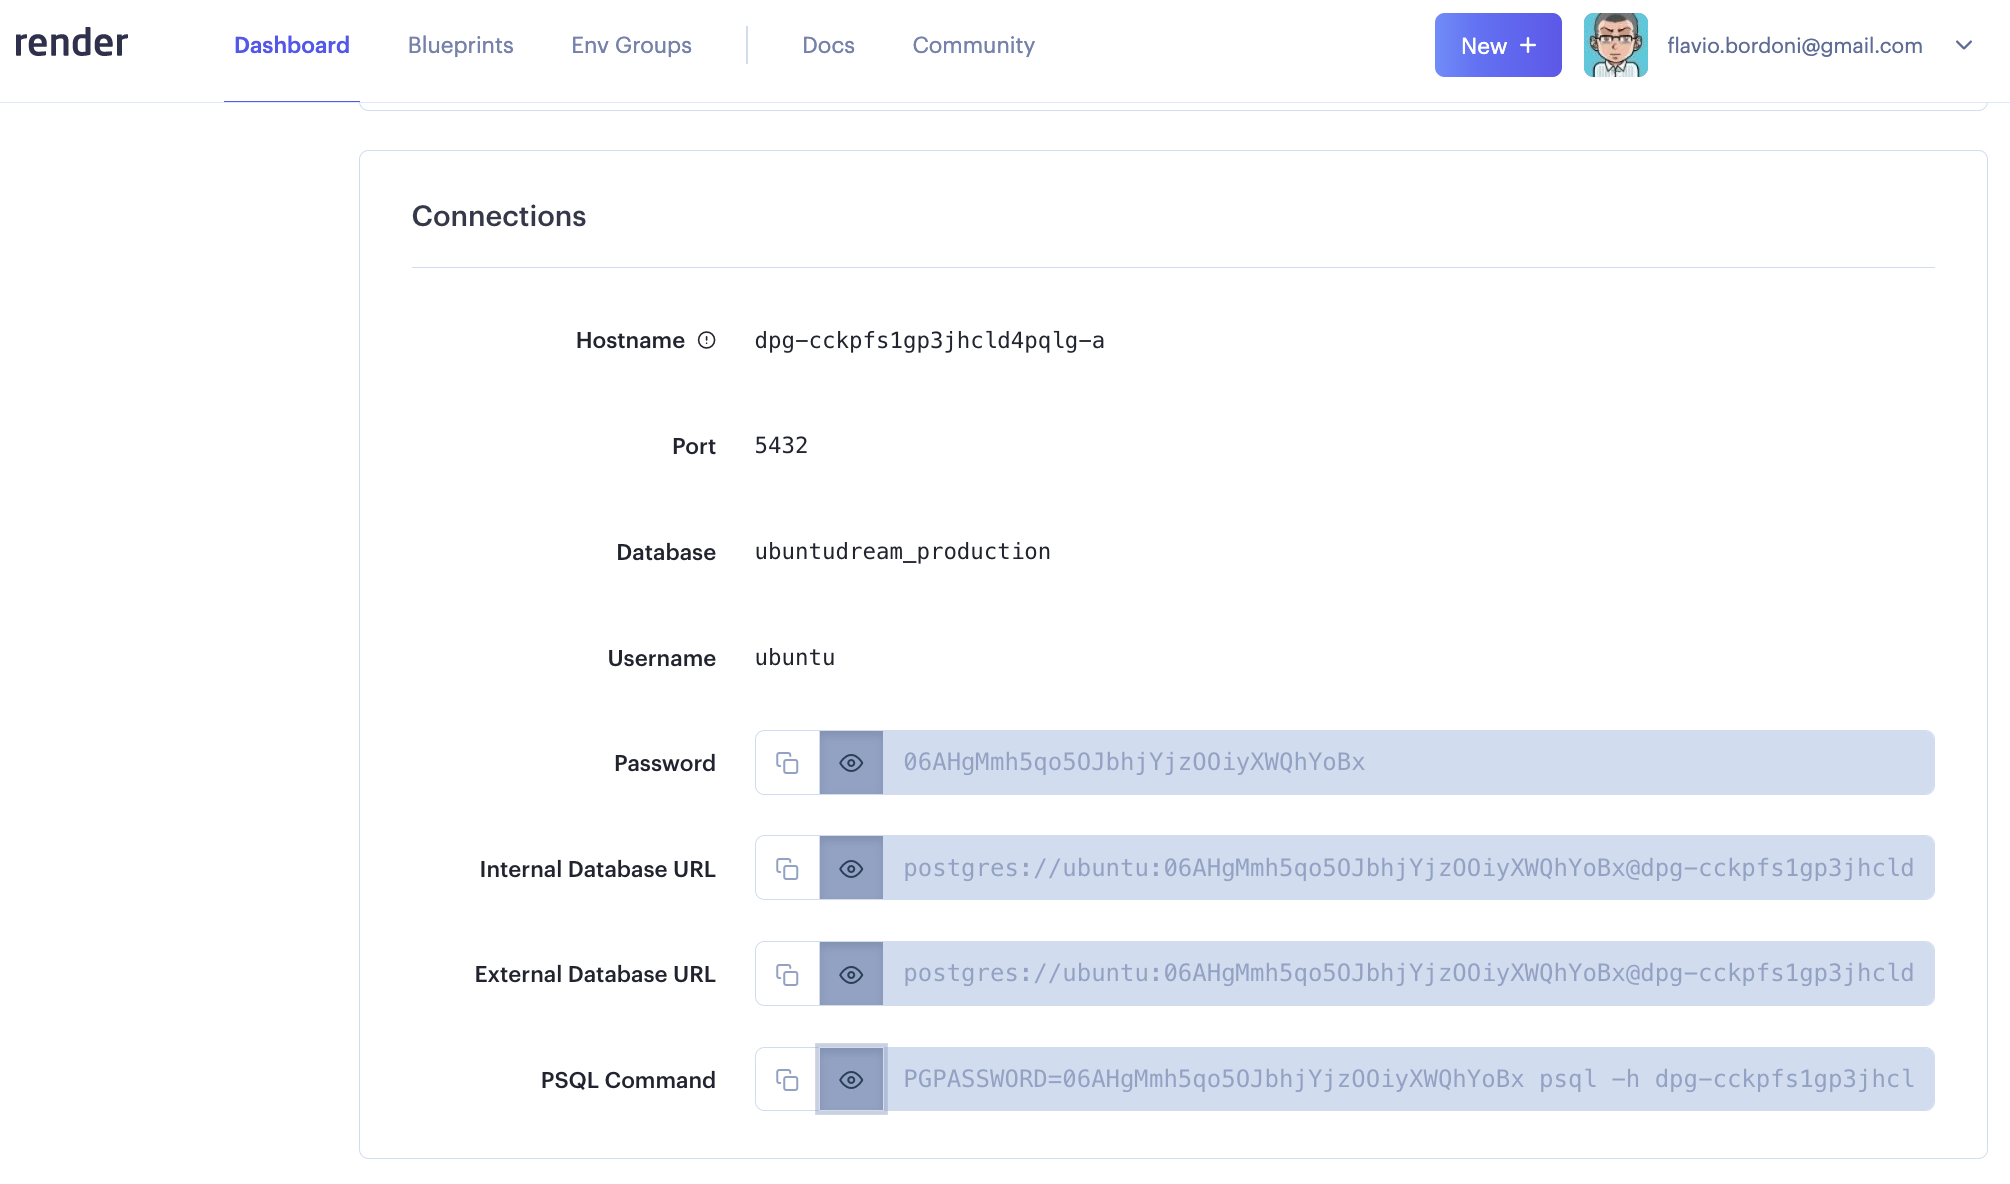 render Dashboard Blueprints Env Groups Docs Community New + flavio.bordoni@gmail.com
Connections
Hostname dpg-cckpfs1gp3jhcld4pqlg-a
Port 5432
Database ubuntudream_production
Username ubuntu
Password 06AHgMmh5qo5OJbhjYjzOOiyXWQhYoBx
Internal Database URL postgres://ubuntu:06AHgMmh5qo5OJbhjYjzOOiyXWQhYoBx@dpg-cckpfs1gp3jhcld
External Database URL postgres://ubuntu:06AHgMmh5qo5OJbhjYjzOOiyXWQhYoBx@dpg-cckpfs1gp3jhcld
PSQL Command PGPASSWORD=06AHgMmh5qo5OJbhjYjzOOiyXWQhYoBx psql -h dpg-cckpfs1gp3jhcl